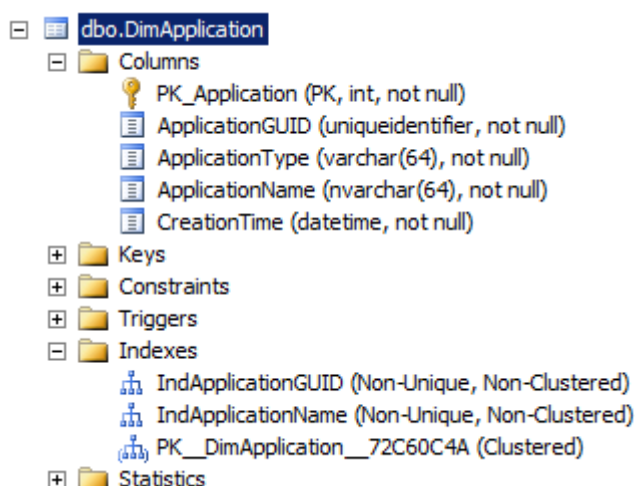 dbo.DimApplication
Columns
PK_Application (PK, int, not null)
ApplicationGUID (uniqueidentifier, not null)
ApplicationType (varchar(64), not null)
ApplicationName (nvarchar(64), not null)
CreationTime (datetime, not null)
Keys
Constraints
Triggers
Indexes
IndApplicationGUID (Non-Unique, Non-Clustered)
IndApplicationName (Non-Unique, Non-Clustered)
PK__DimApplication__72C60C4A (Clustered)
Statistics